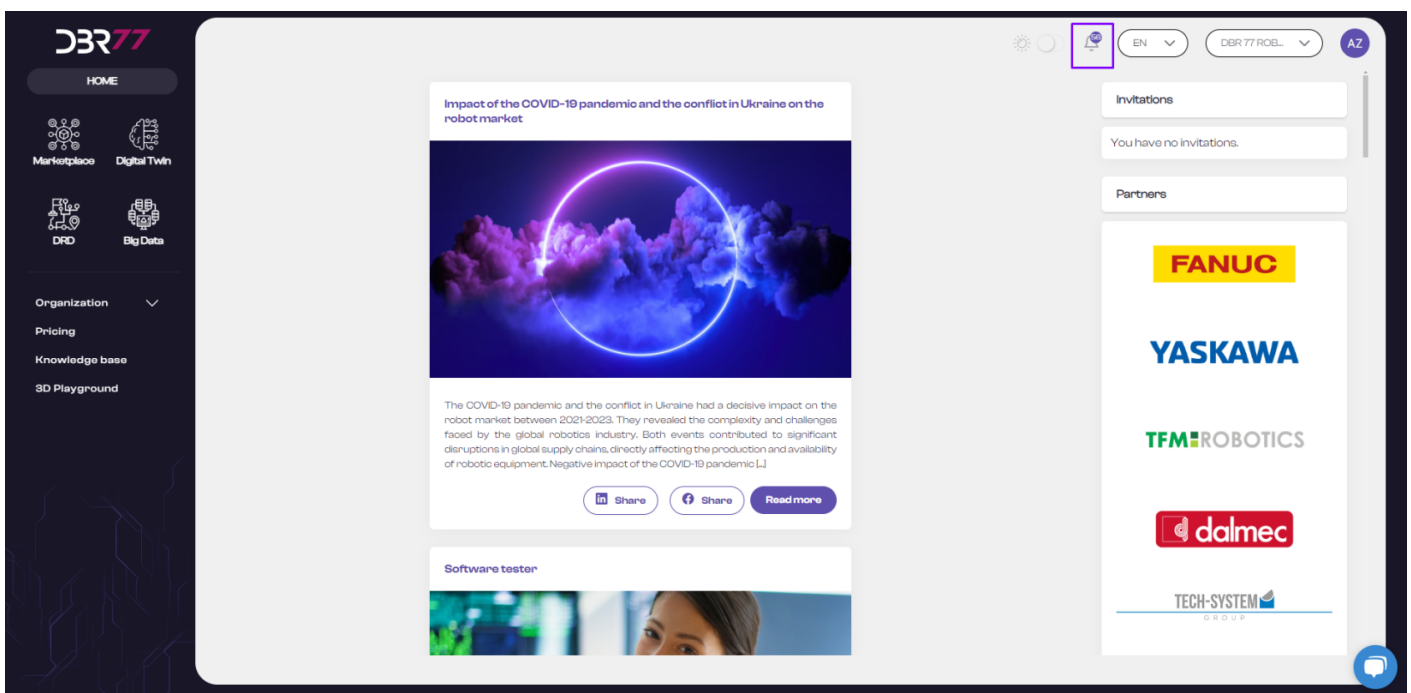 DBR77
HOME
Marketplace
Digital Twin
DRD
Big Data
Organization
Pricing
Knowledge base
3D Playground
56
EN
DBR 77 ROB...
AZ
Impact of the COVID-19 pandemic and the conflict in Ukraine on the
robot market
The COVID-19 pandemic and the conflict in Ukraine had a decisive impact on the
robot market between 2021-2023. They revealed the complexity and challenges
faced by the global robotics industry. Both events contributed to significant
disruptions in global supply chains, directly affecting the production and availability
of robotic equipment. Negative impact of the COVID-19 pandemic [...]
in Share
Share
Read more
Software tester
Invitations
You have no invitations.
Partners
FANUC
YASKAWA
TFM ROBOTICS
dalmec
TECH-SYSTEM
GROUP